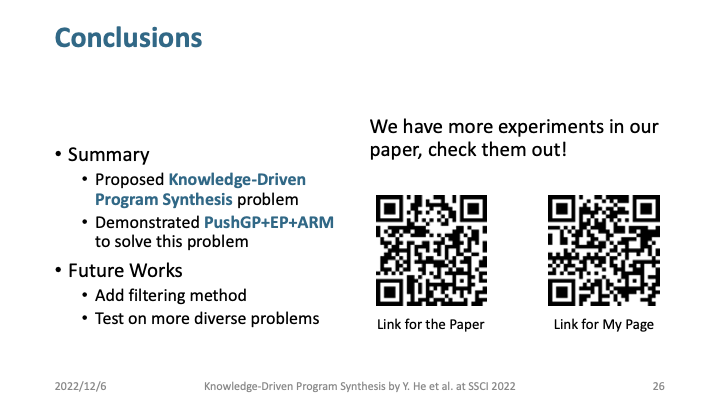 Conclusions
• Summary
• Proposed Knowledge-Driven
Program Synthesis problem
• Demonstrated PushGP+EP+ARM
to solve this problem
• Future Works
• Add filtering method
• Test on more diverse problems
We have more experiments in our
paper, check them out!
Link for the Paper
Link for My Page
2022/12/6
Knowledge-Driven Program Synthesis by Y. He et al. at SSCI 2022
26